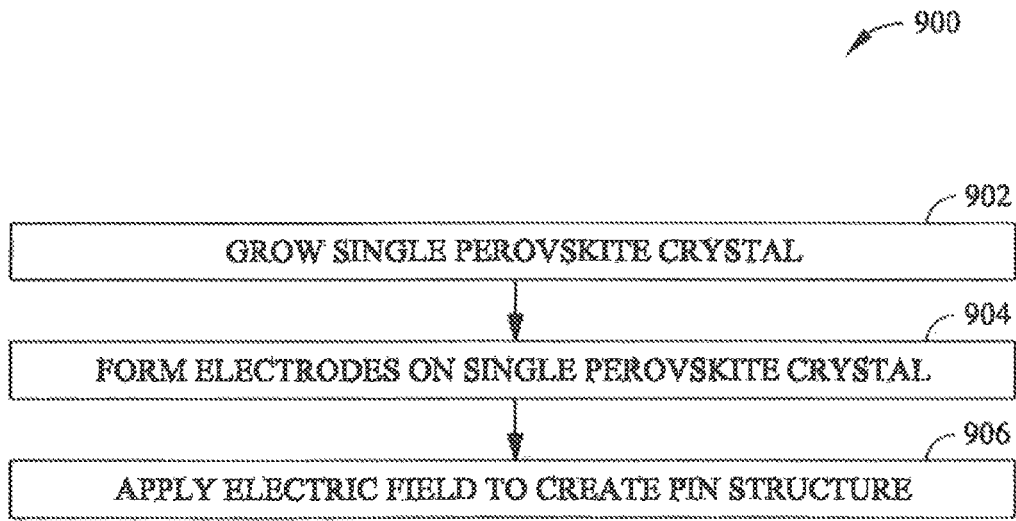 900
902
GROW SINGLE PEROVSKITE CRYSTAL
904
FORM ELECTRODES ON SINGLE PEROVSKITE CRYSTAL
906
APPLY ELECTRIC FIELD TO CREATE PIN STRUCTURE